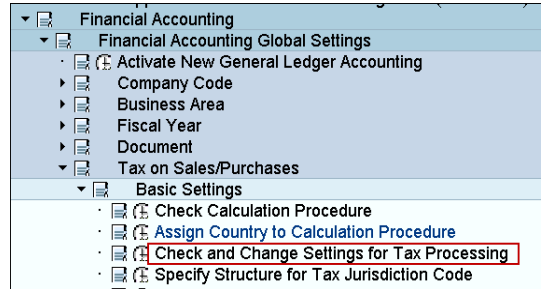 Financial Accounting
Financial Accounting Global Settings
Activate New General Ledger Accounting
Company Code
Business Area
Fiscal Year
Document
Tax on Sales/Purchases
Basic Settings
Check Calculation Procedure
Assign Country to Calculation Procedure
Check and Change Settings for Tax Processing
Specify Structure for Tax Jurisdiction Code